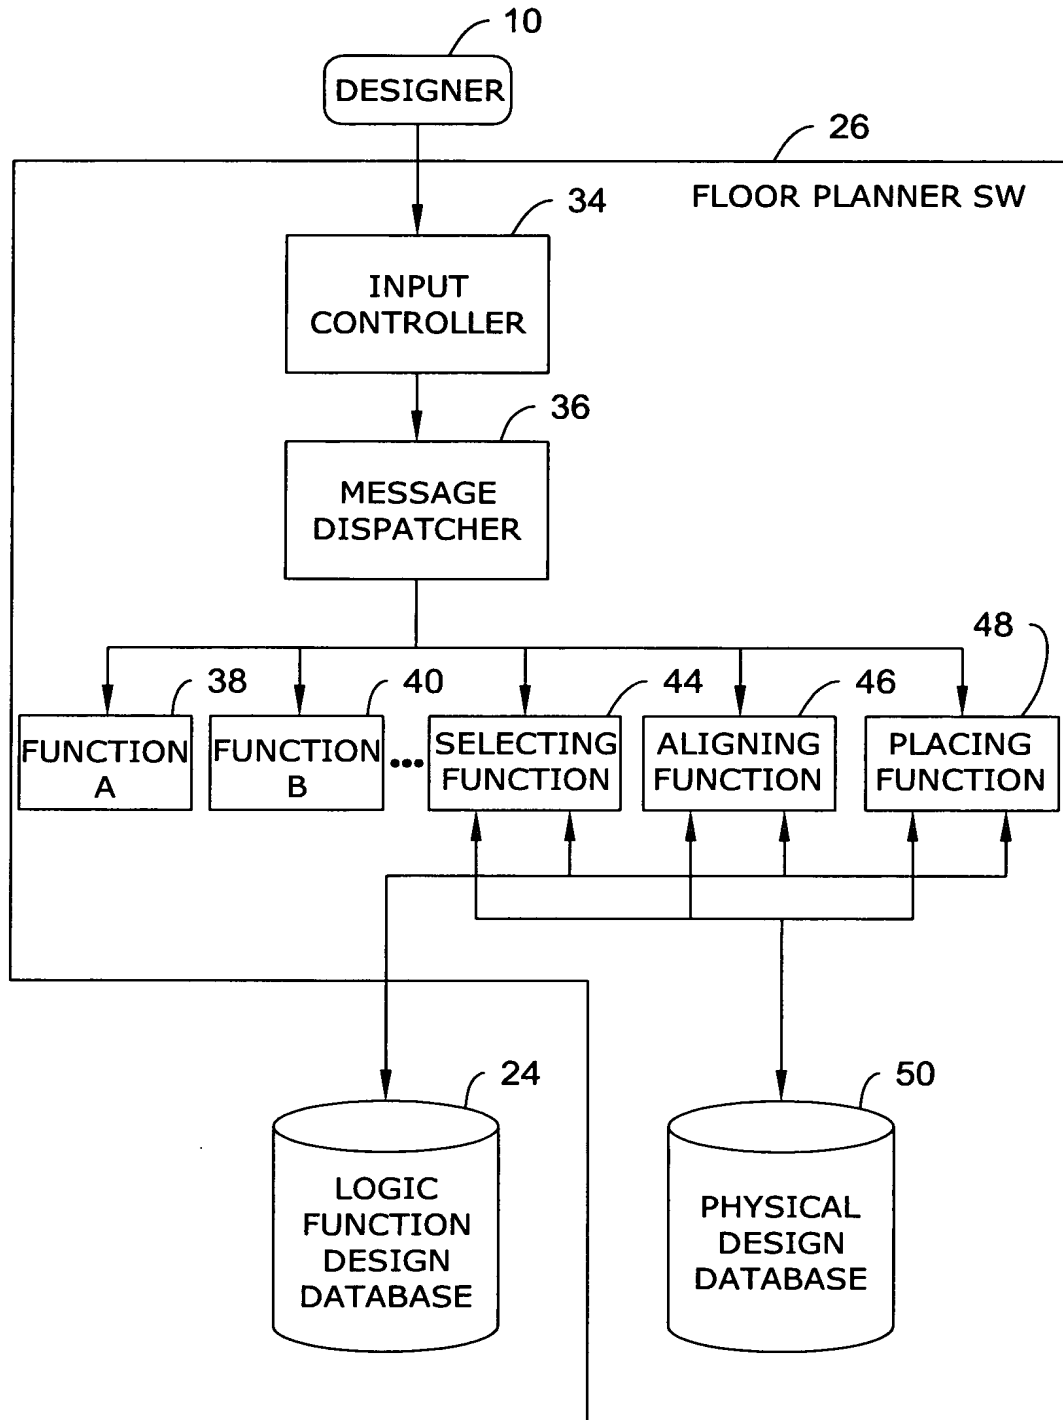 10
DESIGNER
26
FLOOR PLANNER SW
34
INPUT
CONTROLLER
36
MESSAGE
DISPATCHER
48
38
40
44
46
FUNCTION
A
FUNCTION
B
...
SELECTING
FUNCTION
ALIGNING
FUNCTION
PLACING
FUNCTION
24
50
LOGIC
FUNCTION
DESIGN
DATABASE
PHYSICAL
DESIGN
DATABASE